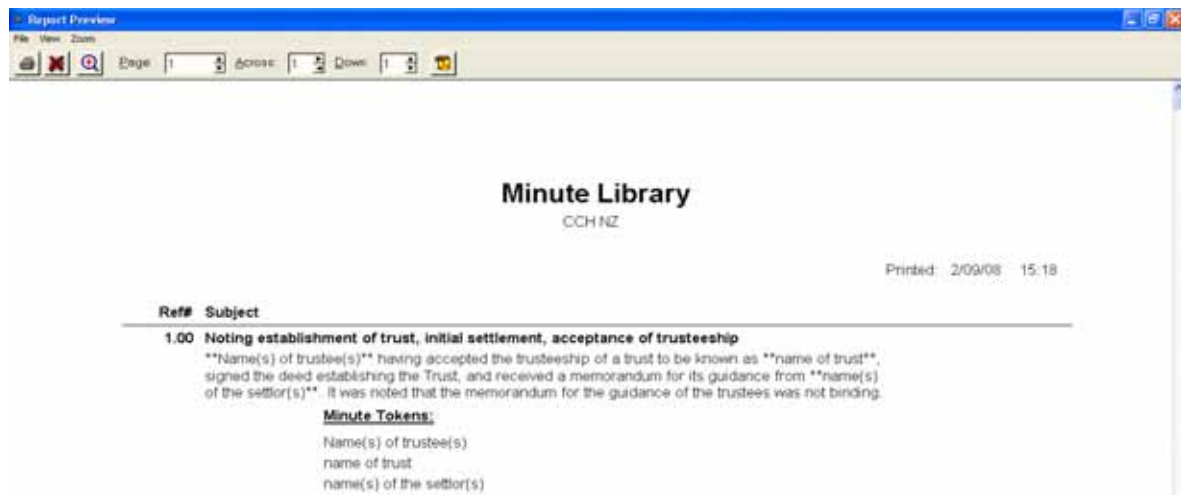 Report Preview
File View Zoom
Page 1 Across: 1 Down: 1
Minute Library
CCH NZ
Printed: 2/09/08 15:18
Ref# Subject
1.00 Noting establishment of trust, initial settlement, acceptance of trusteeship
**Name(s) of trustee(s)** having accepted the trusteeship of a trust to be known as **name of trust**,
signed the deed establishing the Trust, and received a memorandum for its guidance from **name(s)
of the settlor(s)**. It was noted that the memorandum for the guidance of the trustees was not binding.
Minute Tokens:
Name(s) of trustee(s)
name of trust
name(s) of the settlor(s)